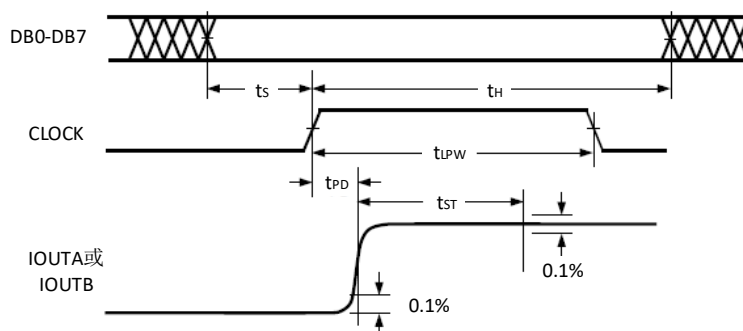 DB0-DB7
tS
tH
CLOCK
tLPW
tPD
tST
IOUTA或
IOUTB
0.1%
0.1%